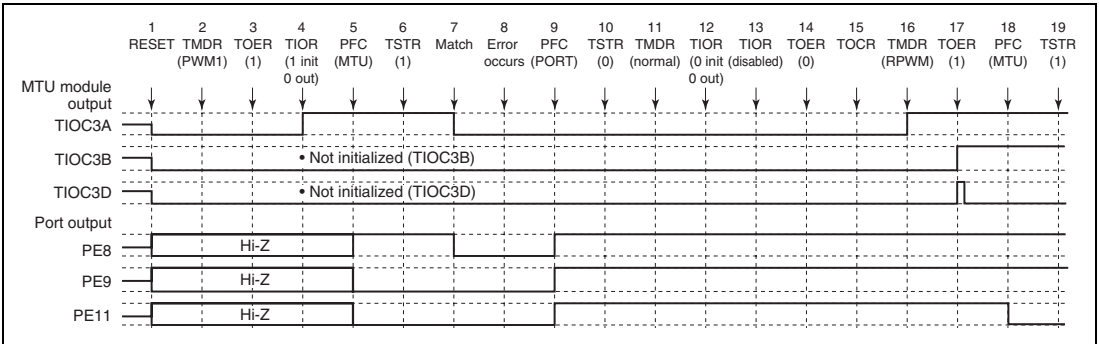 1 2 3 4 5 6 7 8 9 10 11 12 13 14 15 16 17 18 19
RESET TMDR TOER TIOR PFC TSTR Match Error PFC TSTR TMDR TIOR TIOR TOER TOCR TMDR TOER PFC TSTR
(PWM1) (1) (1 init (MTU) (1) occurs (PORT) (0) (normal) (0 init (disabled) (0) (RPWM) (1) (MTU) (1)
0 out) 0 out)
MTU module
output
TIOC3A
TIOC3B • Not initialized (TIOC3B)
TIOC3D • Not initialized (TIOC3D)
Port output
PE8 Hi-Z
PE9 Hi-Z
PE11 Hi-Z